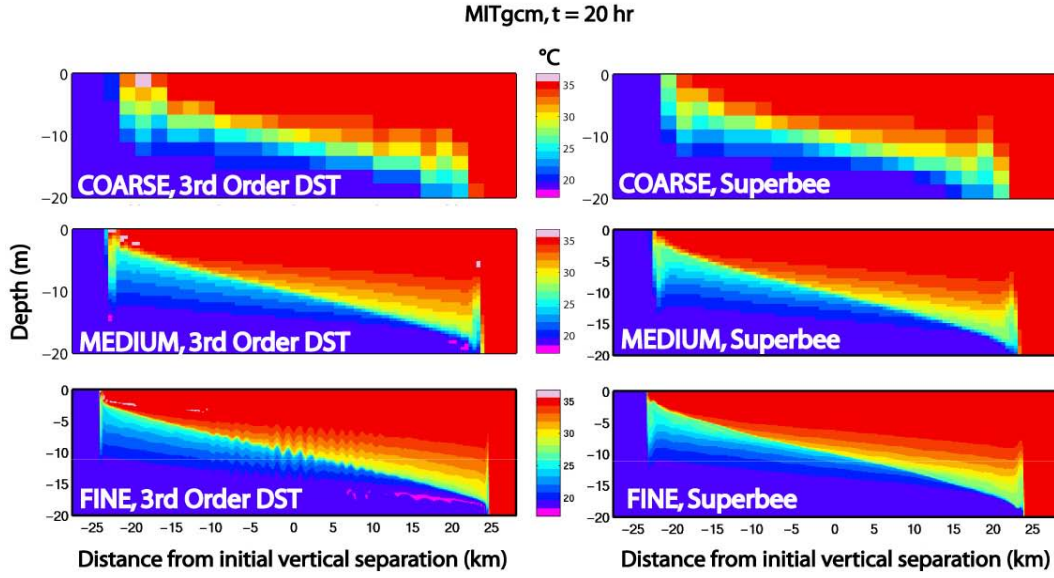 MITgcm, t = 20 hr
°C
0
−10
−20
COARSE, 3rd Order DST
35
30
25
20
0
−10
−20
COARSE, Superbee
Depth (m)
0
−10
−20
MEDIUM, 3rd Order DST
35
30
25
20
0
−5
−10
−15
−20
MEDIUM, Superbee
0
−5
−10
−15
−20
FINE, 3rd Order DST
35
30
25
20
0
−5
−10
−15
−20
FINE, Superbee
−25 −20 −15 −10 −5 0 5 10 15 20 25
−25 −20 −15 −10 −5 0 5 10 15 20 25
Distance from initial vertical separation (km)
Distance from initial vertical separation (km)